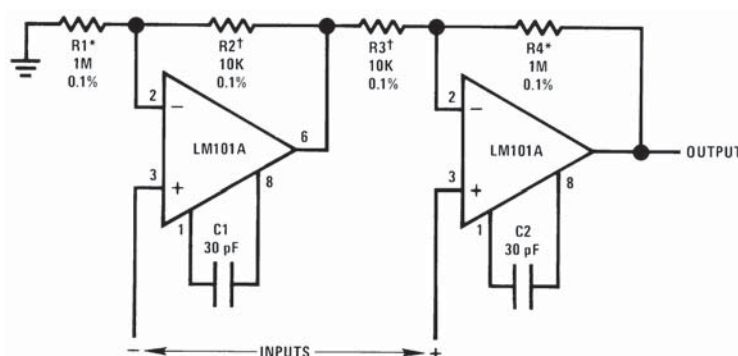 R1*
1M
0.1%
R2†
10K
0.1%
R3†
10K
0.1%
R4*
1M
0.1%
2
−
LM101A
6
3
+
8
1
C1
30 pF
2
−
LM101A
OUTPUT
3
+
8
1
C2
30 pF
− INPUTS +